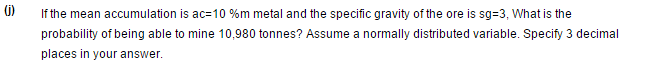 (j) If the mean accumulation is ac=10 %m metal and the specific gravity of the ore is sg=3, What is the
probability of being able to mine 10,980 tonnes? Assume a normally distributed variable. Specify 3 decimal
places in your answer.